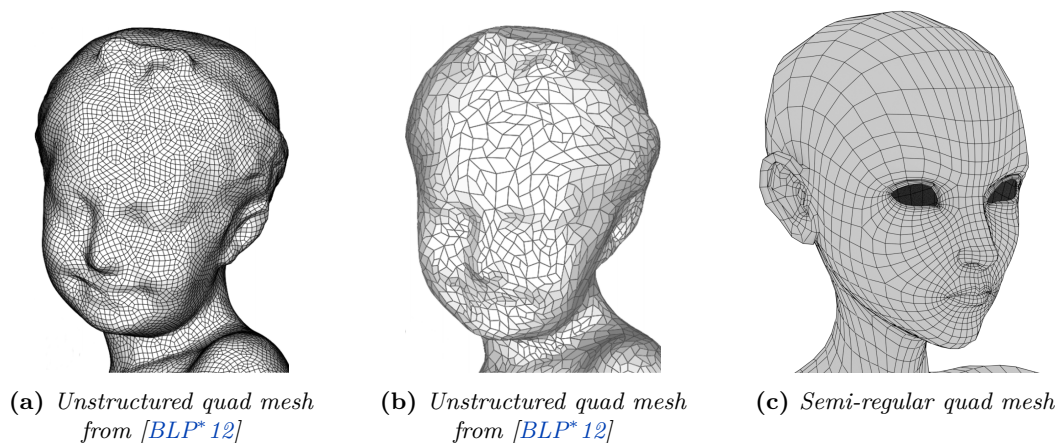 (a) Unstructured quad mesh
from [BLP* 12]
(b) Unstructured quad mesh
from [BLP* 12]
(c) Semi-regular quad mesh